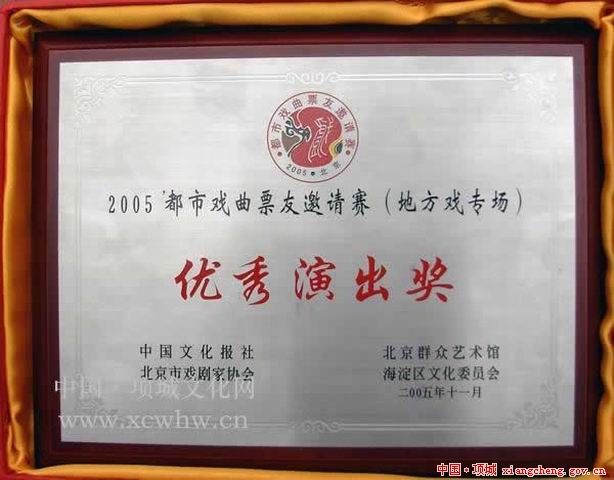 都市戏曲票友邀请赛
·2005·北京·
2005'都市戏曲票友邀请赛（地方戏专场）
优秀演出奖
中国文化报社 北京群众艺术馆
北京市戏剧家协会 海淀区文化委员会
二00五年十一月
中国·项城文化网
www.xcwhw.cn
中国·项城 xiangcheng.gov.cn